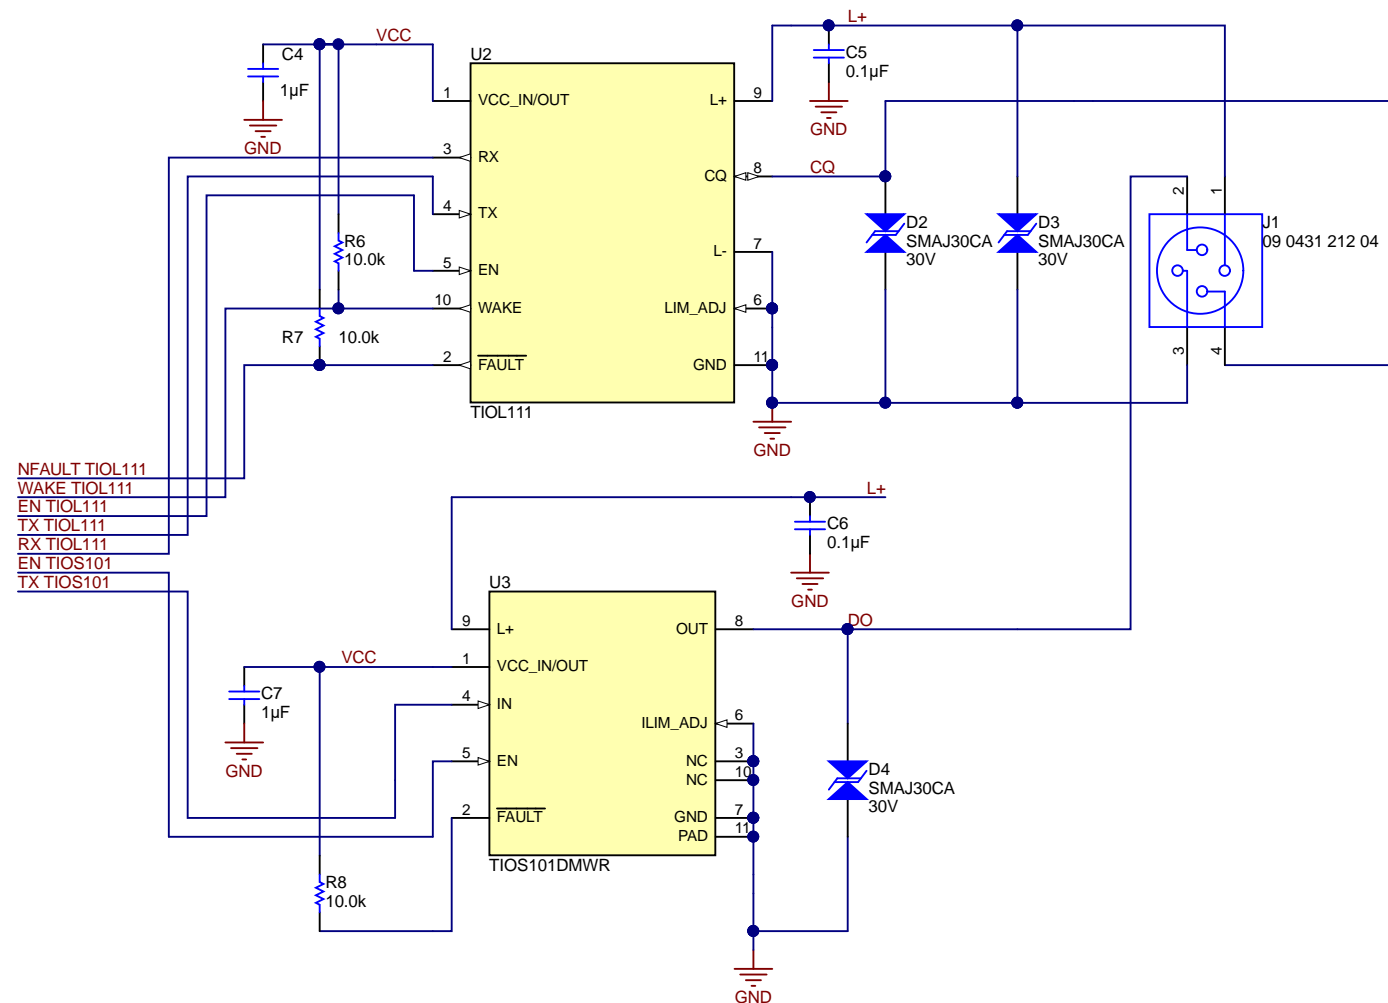 L+
VCC
C4
1µF
GND
U2
1 VCC_IN/OUT
3 RX
4 TX
5 EN
10 WAKE
2 FAULT
L+ 9
CQ 8
L- 7
LIM_ADJ 6
GND 11
TIOL111
C5
0.1µF
GND
CQ
R6
10.0k
R7 10.0k
D2
SMAJ30CA
30V
D3
SMAJ30CA
30V
2
1
J1
09 0431 212 04
3
4
GND
NFAULT TIOL111
WAKE TIOL111
EN TIOL111
TX TIOL111
RX TIOL111
EN TIOS101
TX TIOS101
L+
C6
0.1µF
GND
U3
9 L+
1 VCC_IN/OUT
4 IN
5 EN
2 FAULT
OUT 8
ILIM_ADJ 6
NC 3
NC 10
GND 7
PAD 11
TIOS101DMWR
DO
VCC
C7
1µF
GND
D4
SMAJ30CA
30V
R8
10.0k
GND